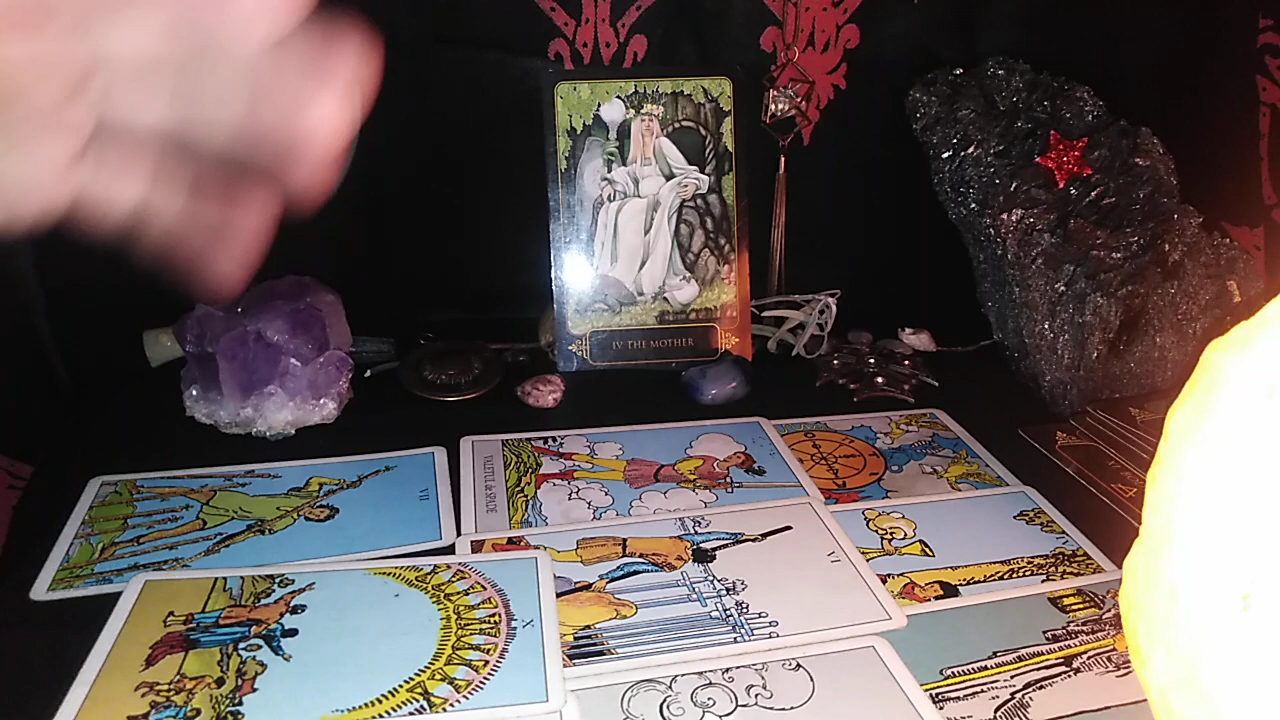 IV. THE MOTHER
VII
VALETUL de SPADE
VI
X